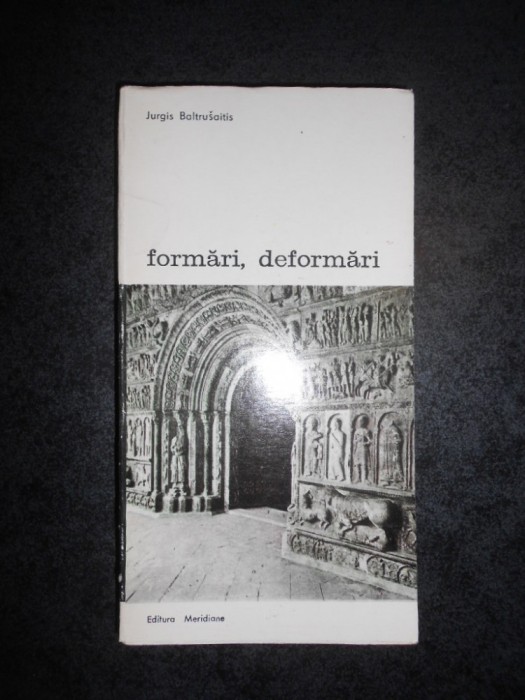 Jurgis Baltrušaitis
formări, deformări
Editura Meridiane